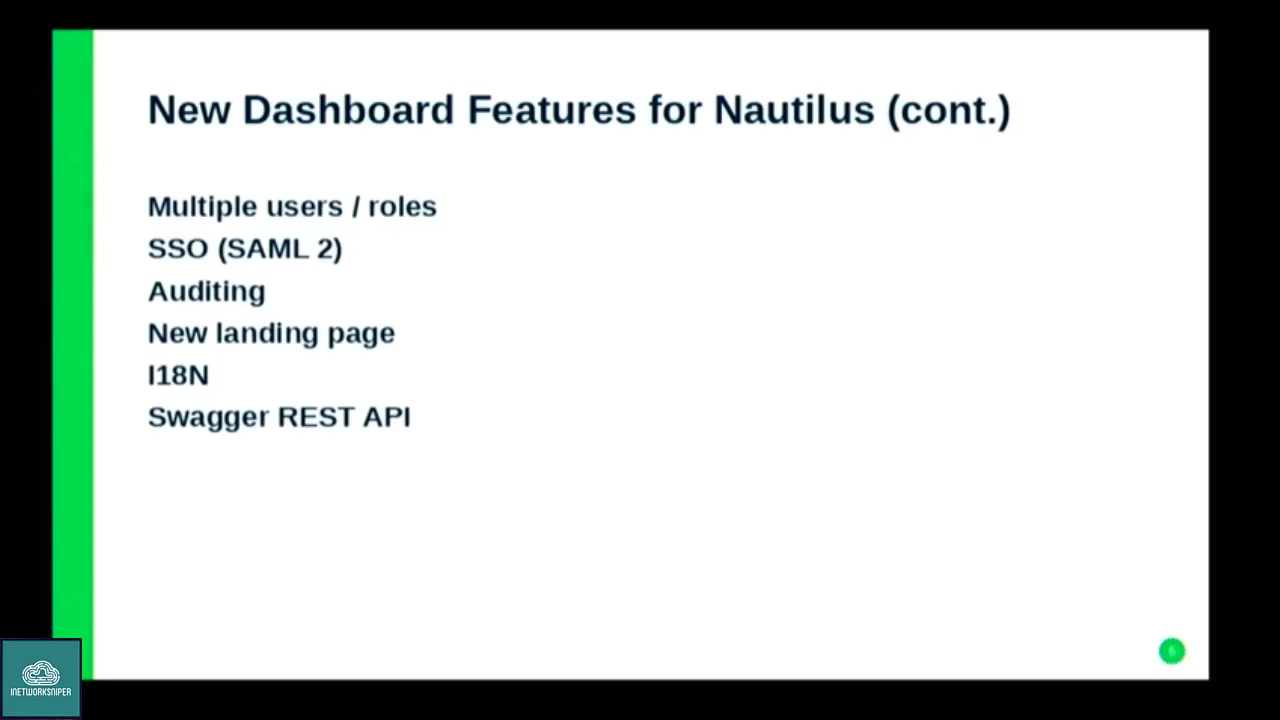 New Dashboard Features for Nautilus (cont.)
Multiple users / roles
SSO (SAML 2)
Auditing
New landing page
I18N
Swagger REST API
6
INETWORKSNIPER